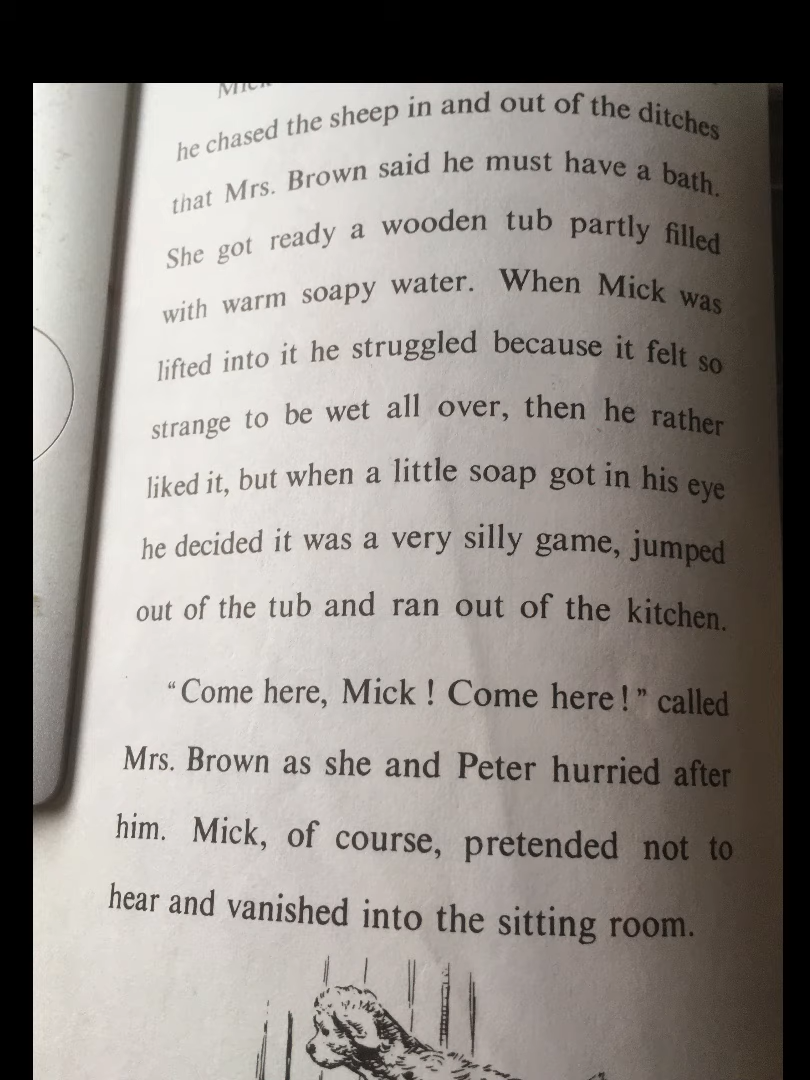 he chased the sheep in and out of the ditches
that Mrs. Brown said he must have a bath.
She got ready a wooden tub partly filled
with warm soapy water. When Mick was
lifted into it he struggled because it felt so
strange to be wet all over, then he rather
liked it, but when a little soap got in his eye
he decided it was a very silly game, jumped
out of the tub and ran out of the kitchen.
“Come here, Mick! Come here!” called
Mrs. Brown as she and Peter hurried after
him. Mick, of course, pretended not to
hear and vanished into the sitting room.